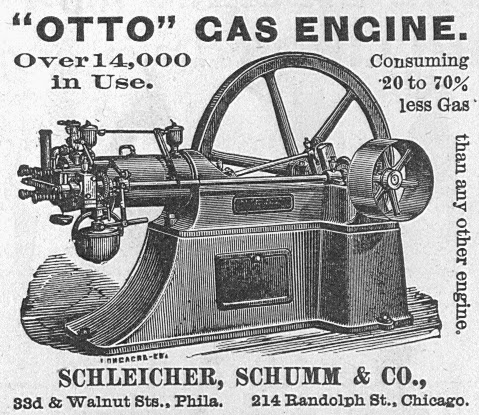 "OTTO" GAS ENGINE.
Over 14,000
in Use.
Consuming
20 to 70%
less Gas
than any other engine.
SCHLEICHER, SCHUMM & CO.,
33d & Walnut Sts., Phila. 214 Randolph St., Chicago.